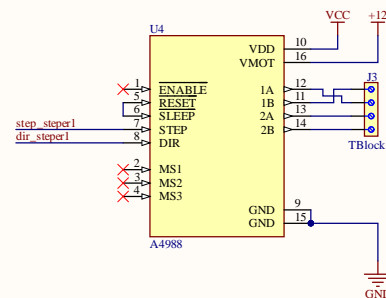 VCC
+12
U4
VDD 10
VMOT 16
J3
1 ENABLE
5 RESET
6 SLEEP
step_steper1 7 STEP
dir_steper1 8 DIR
1A 12
1B 11
2A 13
2B 14
TBlock
2 MS1
3 MS2
4 MS3
GND 9
GND 15
A4988
GND